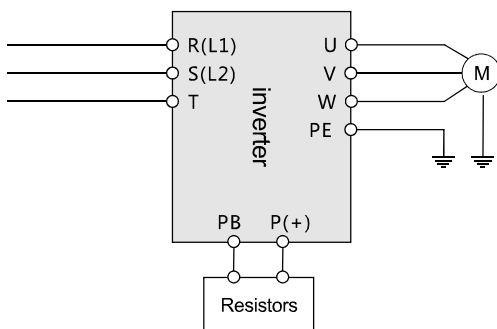 R(L1)
S(L2)
T
inverter
U
V
W
PE
M
PB
P(+)
Resistors